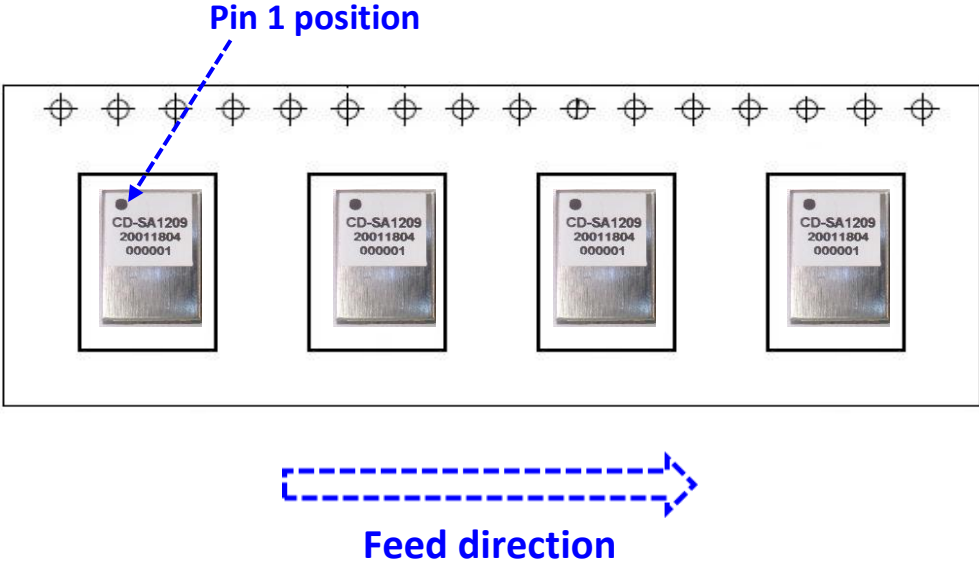 Pin 1 position
CD-SA1209
20011804
000001
CD-SA1209
20011804
000001
CD-SA1209
20011804
000001
CD-SA1209
20011804
000001
Feed direction